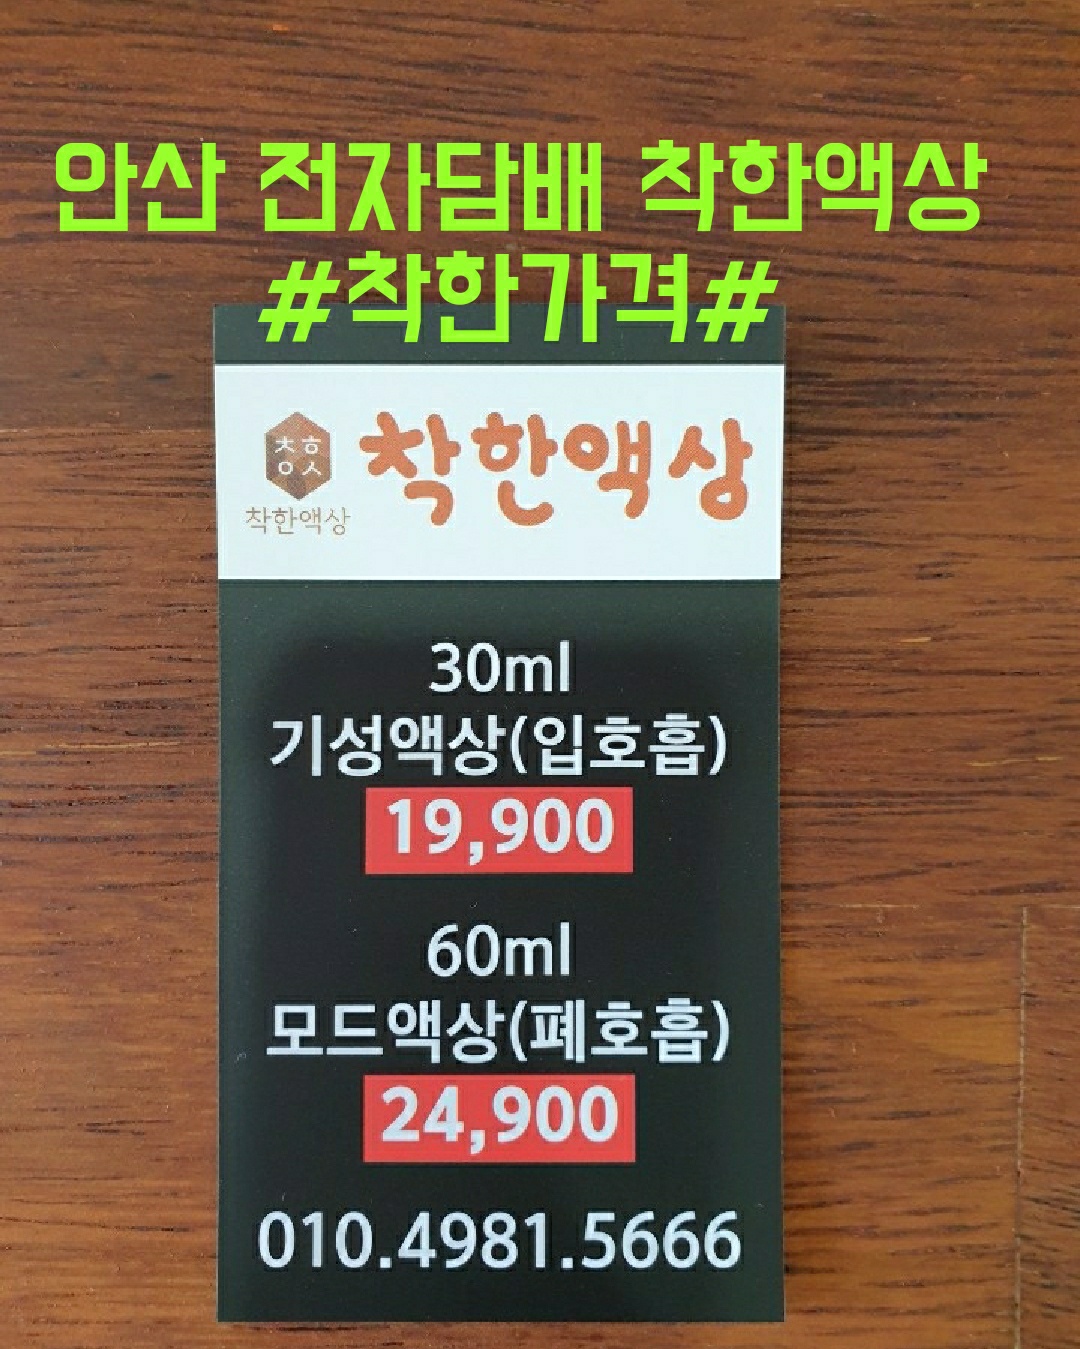 안산 전자담배 착한액상
#착한가격#
착한액상
착한액상
30ml
기성액상(입호흡)
19,900
60ml
모드액상(폐호흡)
24,900
010.4981.5666